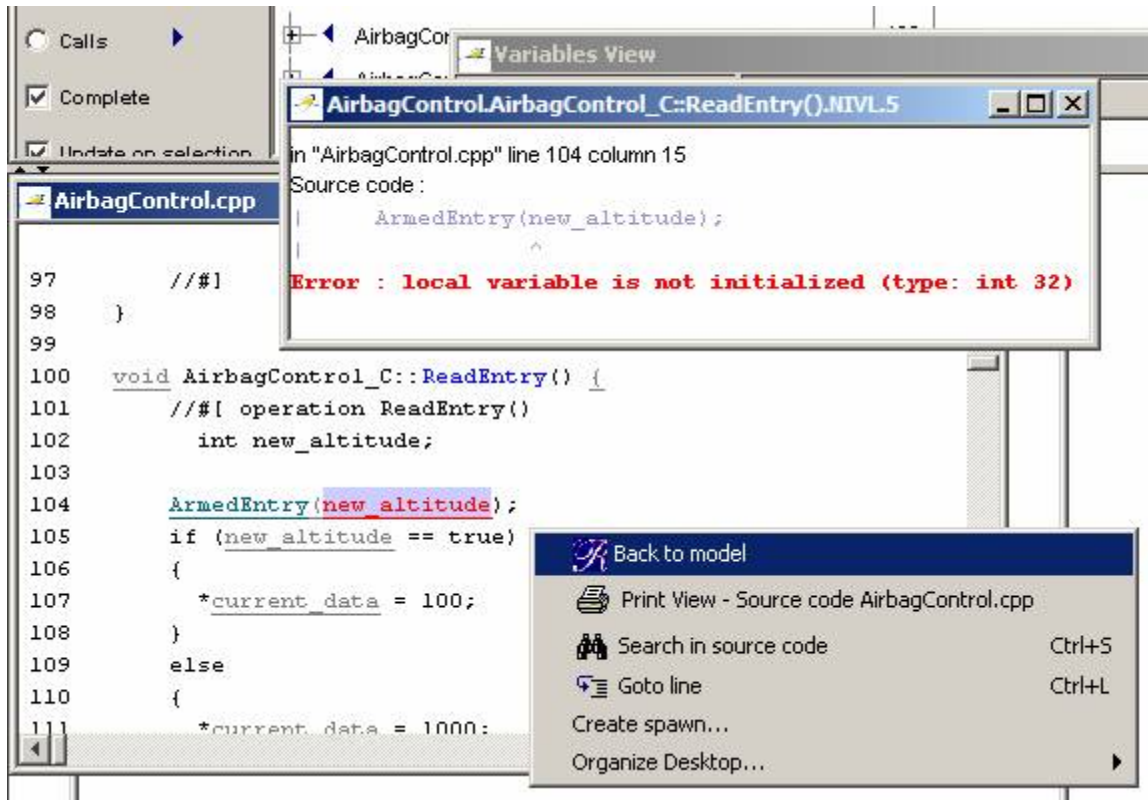 Calls
AirbagCor
Complete
Update on selection
Variables View
AirbagControl.AirbagControl_C::ReadEntry().NIVL.5
in "AirbagControl.cpp" line 104 column 15
Source code :
| ArmedEntry(new_altitude);
| ^
Error : local variable is not initialized (type: int 32)
AirbagControl.cpp
97 //#]
98 }
99
100 void AirbagControl_C::ReadEntry() {
101 //#[ operation ReadEntry()
102 int new_altitude;
103
104 ArmedEntry(new_altitude);
105 if (new_altitude == true)
106 {
107 *current_data = 100;
108 }
109 else
110 {
111 *current_data = 1000;
Back to model
Print View - Source code AirbagControl.cpp
Search in source code Ctrl+S
Goto line Ctrl+L
Create spawn...
Organize Desktop...